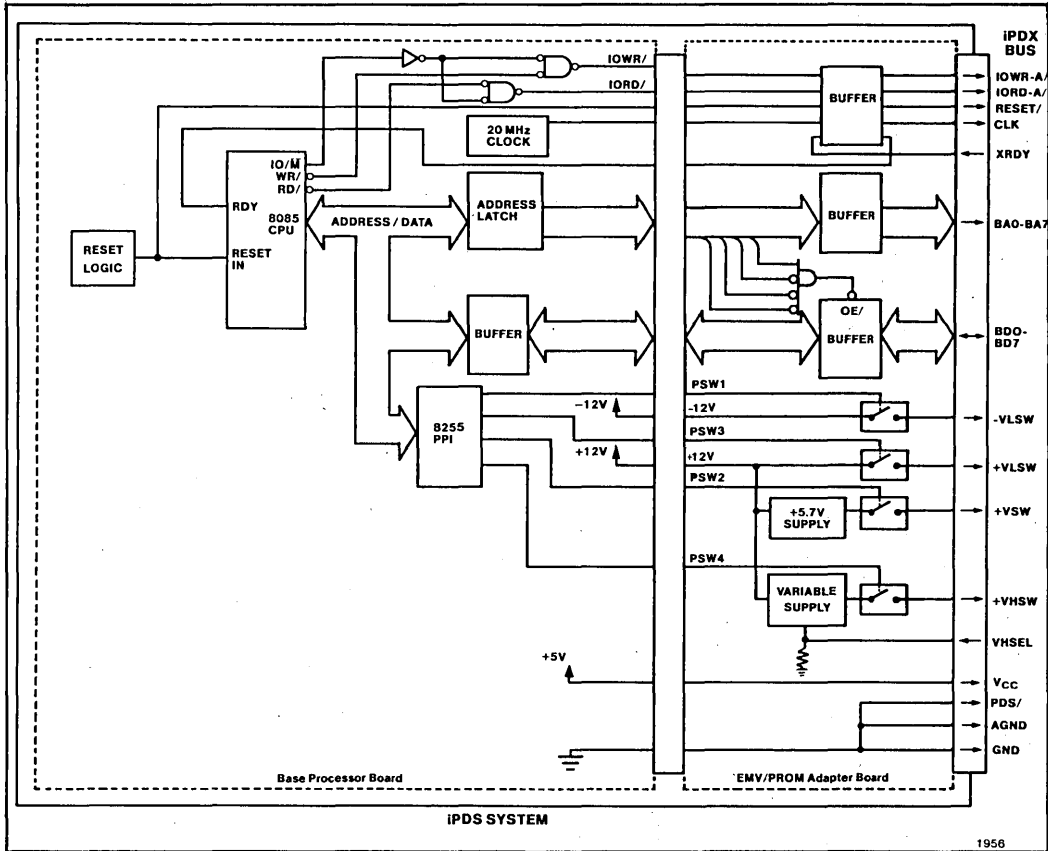 iPDX
BUS
IOWR/
IORD/
BUFFER
IOWR-A/
IORD-A/
RESET/
CLK
XRDY
20 MHz
CLOCK
IO/M
WR/
RD/
RDY
8085
CPU
RESET
IN
RESET
LOGIC
ADDRESS / DATA
ADDRESS
LATCH
BUFFER
BA0-BA7
BUFFER
OE/
BUFFER
BD0-
BD7
8255
PPI
PSW1
-12V
-12V
-VLSW
PSW3
+12V
+12V
+VLSW
PSW2
+5.7V
SUPPLY
+VSW
PSW4
VARIABLE
SUPPLY
+VHSW
VHSEL
+5V
VCC
PDS/
AGND
GND
Base Processor Board
EMV/PROM Adapter Board
iPDS SYSTEM
1956